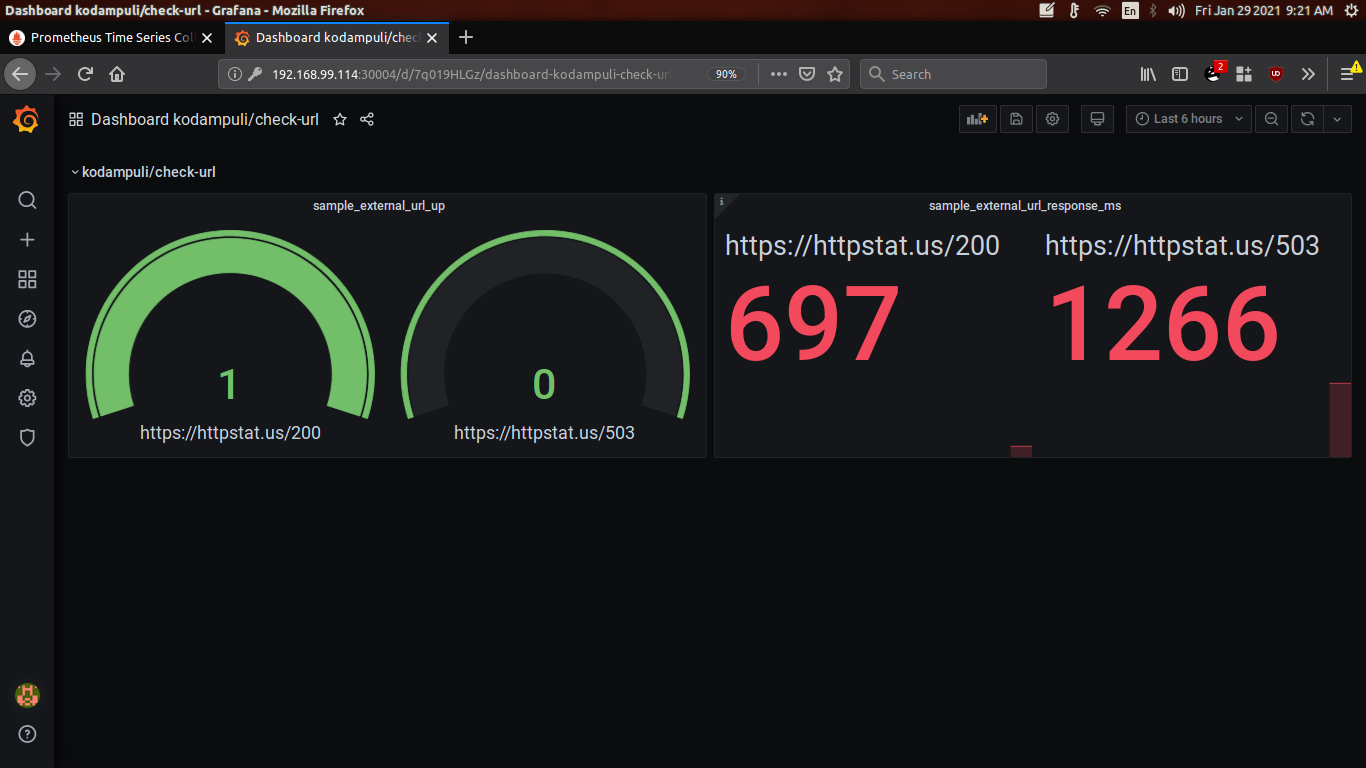 Dashboard kodampuli/check-url - Grafana - Mozilla Firefox
En
Fri Jan 29 2021 9:21 AM
Prometheus Time Series Col
Dashboard kodampuli/chec
192.168.99.114:30004/d/7q019HLGz/dashboard-kodampuli-check-url
90%
Search
2
Dashboard kodampuli/check-url
Last 6 hours
kodampuli/check-url
sample_external_url_up
1
https://httpstat.us/200
0
https://httpstat.us/503
i
sample_external_url_response_ms
https://httpstat.us/200
697
https://httpstat.us/503
1266